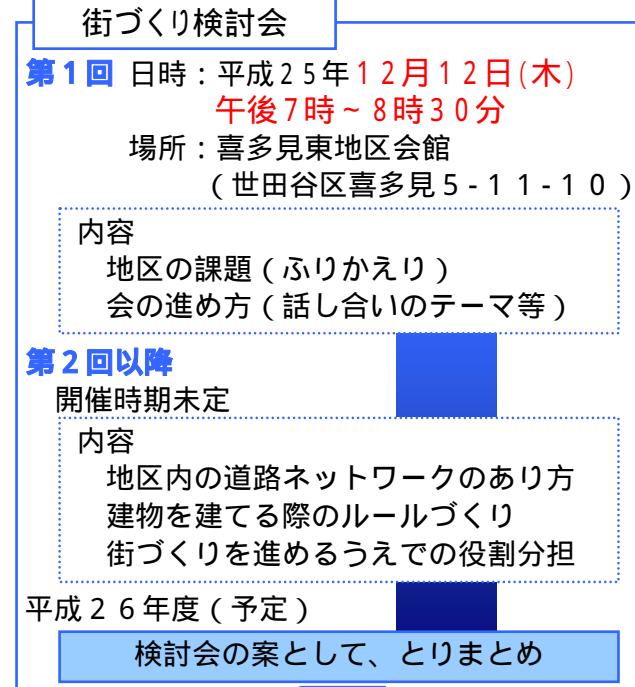 街づくり検討会
第1回 日時：平成25年12月12日(木)
午後7時～8時30分
場所：喜多見東地区会館
（世田谷区喜多見5-11-10）
内容
地区の課題（ふりかえり）
会の進め方（話し合いのテーマ等）
第2回以降
開催時期未定
内容
地区内の道路ネットワークのあり方
建物を建てる際のルールづくり
街づくりを進めるうえでの役割分担
平成26年度（予定）
検討会の案として、とりまとめ